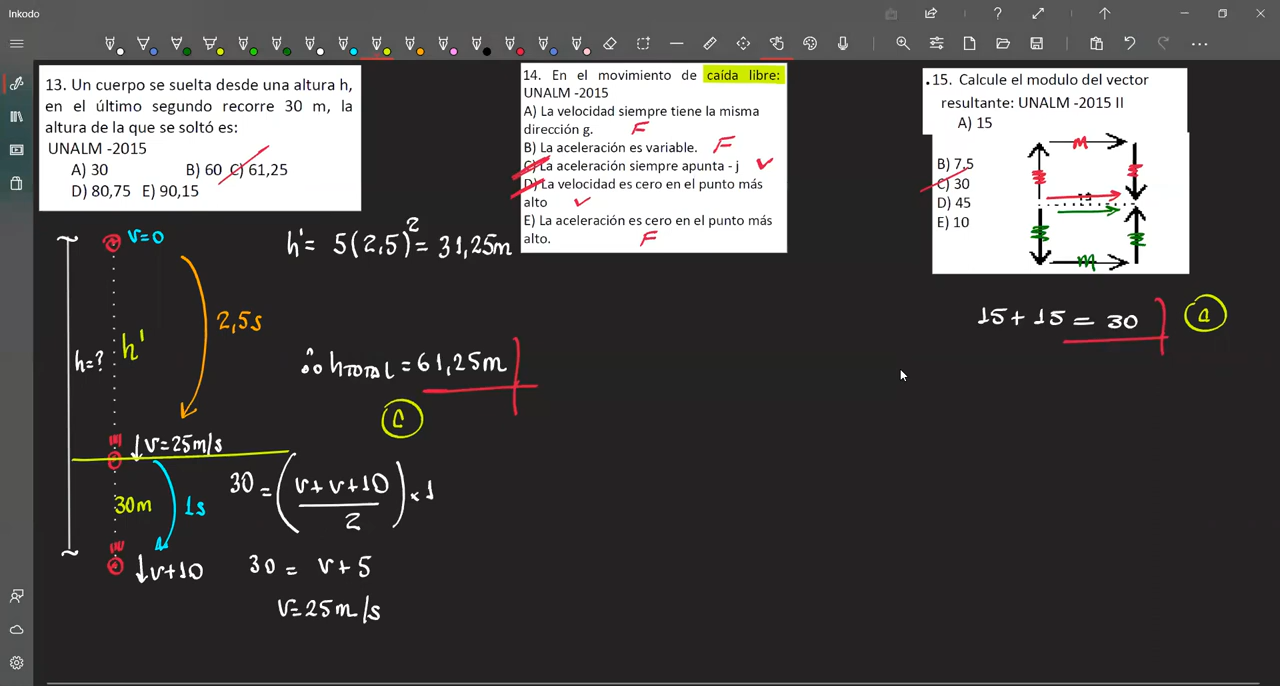 Inkodo
13. Un cuerpo se suelta desde una altura h,
en el último segundo recorre 30 m, la
altura de la que se soltó es:
UNALM -2015
A) 30 B) 60 C) 61,25
D) 80,75 E) 90,15
v=0
2,5s
h'
h=?
↓v=25m/s
30m
1s
↓v+10
h'= 5(2,5)²= 31,25m
∴ hTOTAL = 61,25m
C
30 = (v+v+10/2)×1
30 = v+5
v=25m/s
14. En el movimiento de caída libre:
UNALM -2015
A) La velocidad siempre tiene la misma
dirección g. F
B) La aceleración es variable. F
C) La aceleración siempre apunta - j ✓
D) La velocidad es cero en el punto más
alto ✓
E) La aceleración es cero en el punto más
alto. F
.15. Calcule el modulo del vector
resultante: UNALM -2015 II
A) 15
B) 7,5
C) 30
D) 45
E) 10
15
15+15 = 30